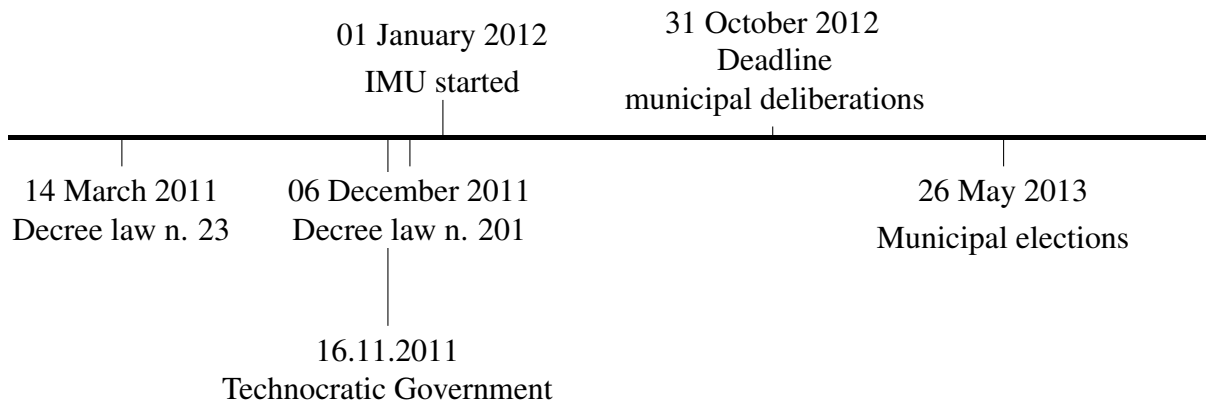 01 January 2012
IMU started
31 October 2012
Deadline
municipal deliberations
14 March 2011
Decree law n. 23
06 December 2011
Decree law n. 201
26 May 2013
Municipal elections
16.11.2011
Technocratic Government